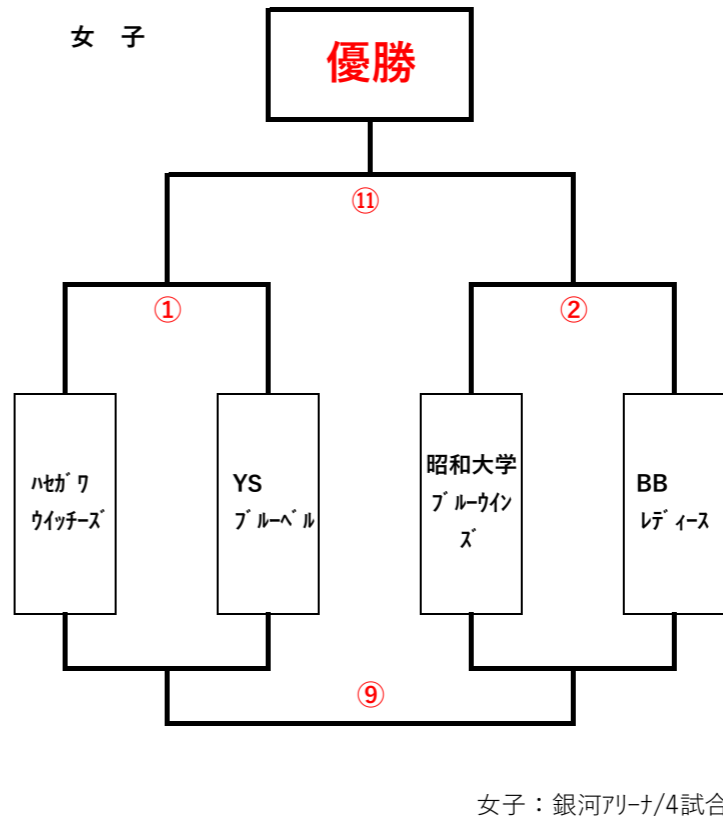 女　子
優勝
⑪
①
②
ﾊｾｶﾞﾜ
ｳｲｯﾁｰｽﾞ
YS
ﾌﾞﾙｰﾍﾞﾙ
昭和大学
ﾌﾞﾙｰｳｲﾝ
ｽﾞ
BB
ﾚﾃﾞｨｰｽ
⑨
女子：銀河ｱﾘｰﾅ/4試合